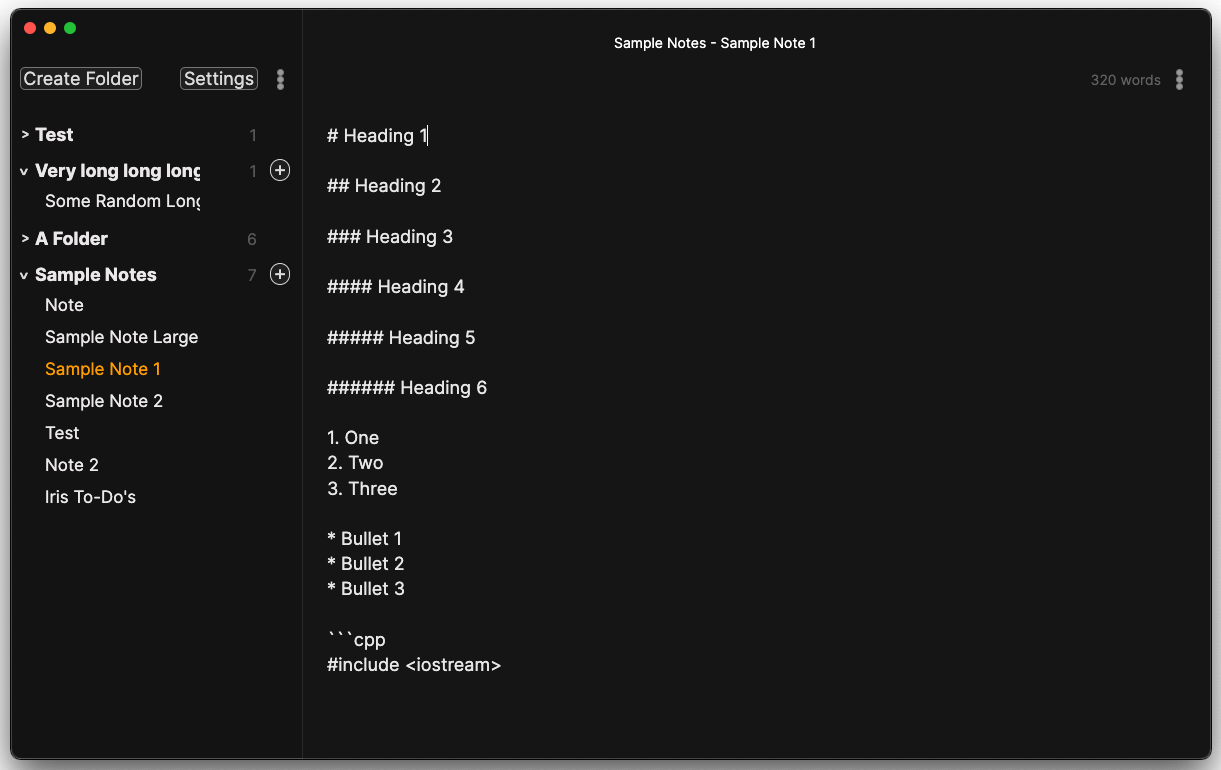 Sample Notes - Sample Note 1
Create Folder
Settings
320 words
> Test 1
v Very long long long 1 +
Some Random Long
> A Folder 6
v Sample Notes 7 +
Note
Sample Note Large
Sample Note 1
Sample Note 2
Test
Note 2
Iris To-Do's
# Heading 1
## Heading 2
### Heading 3
#### Heading 4
##### Heading 5
###### Heading 6
1. One
2. Two
3. Three
* Bullet 1
* Bullet 2
* Bullet 3
```cpp
#include <iostream>